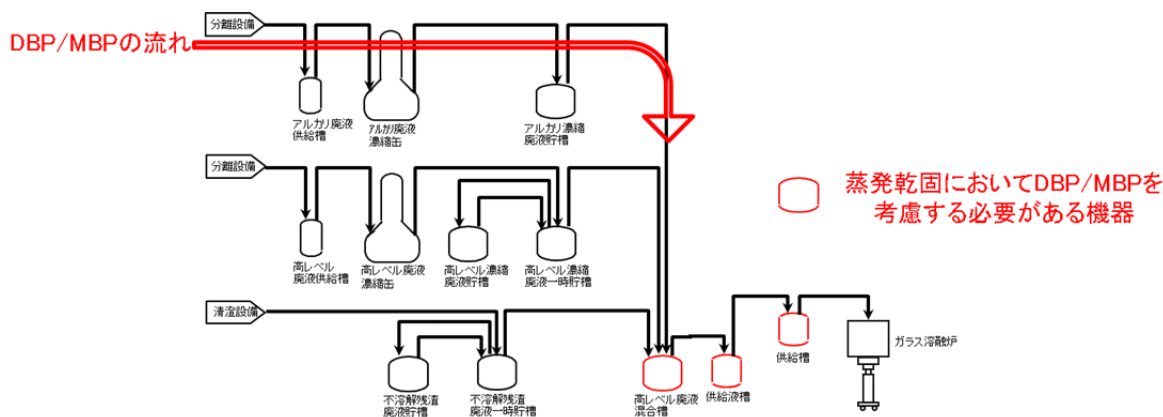 分離設備
DBP/MBPの流れ
アルカリ廃液
供給槽
アルカリ廃液
濃縮缶
アルカリ濃縮
廃液貯槽
分離設備
蒸発乾固においてDBP/MBPを
考慮する必要がある機器
高レベル
廃液供給槽
高レベル廃液
濃縮缶
高レベル濃縮
廃液貯槽
高レベル濃縮
廃液一時貯槽
清澄設備
ガラス溶融炉
供給槽
不溶解残渣
廃液貯槽
不溶解残渣
廃液一時貯槽
高レベル廃液
混合槽
供給液槽